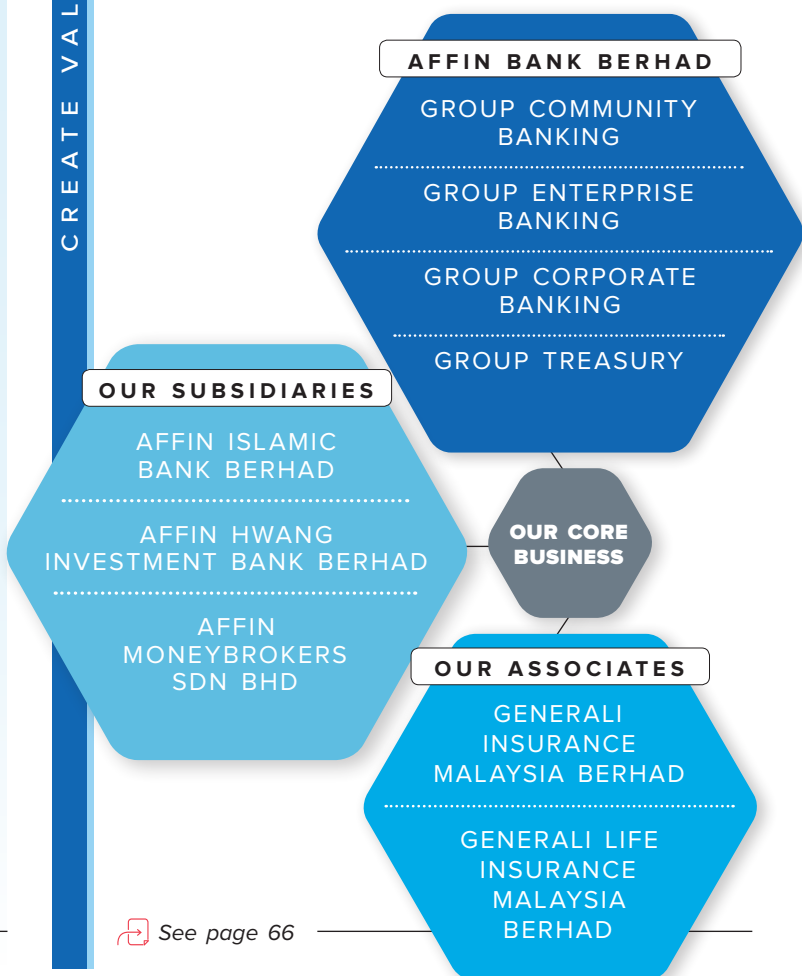 CREATE VAL
AFFIN BANK BERHAD
GROUP COMMUNITY
BANKING
GROUP ENTERPRISE
BANKING
GROUP CORPORATE
BANKING
GROUP TREASURY
OUR SUBSIDIARIES
AFFIN ISLAMIC
BANK BERHAD
AFFIN HWANG
INVESTMENT BANK BERHAD
AFFIN
MONEYBROKERS
SDN BHD
OUR CORE
BUSINESS
OUR ASSOCIATES
GENERALI
INSURANCE
MALAYSIA BERHAD
GENERALI LIFE
INSURANCE
MALAYSIA
BERHAD
See page 66